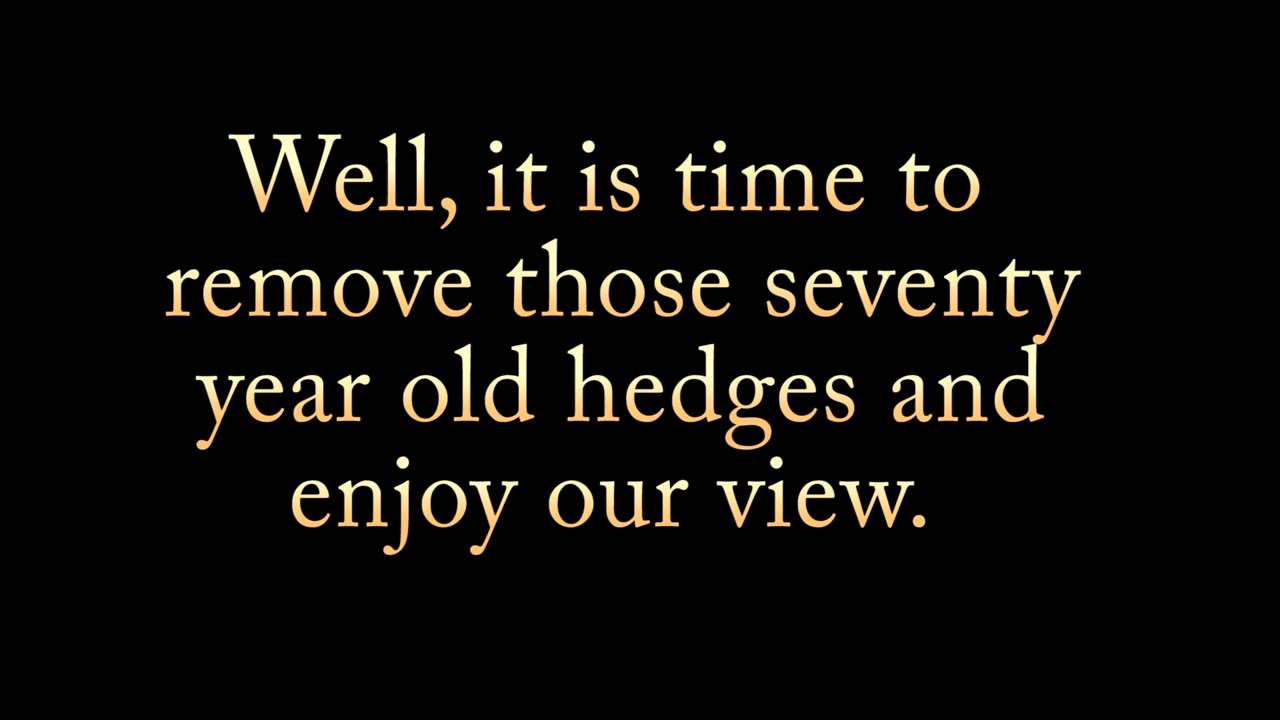 Well, it is time to
remove those seventy
year old hedges and
enjoy our view.